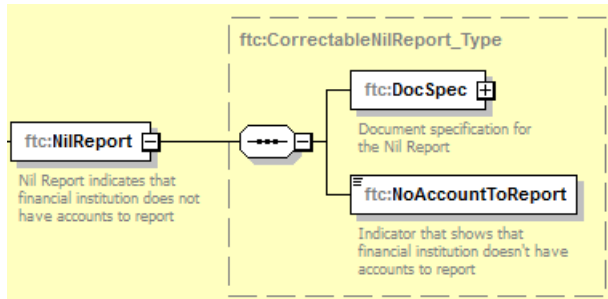 ftc:CorrectableNilReport_Type
ftc:DocSpec
Document specification for
the Nil Report
ftc:NilReport
Nil Report indicates that
financial institution does not
have accounts to report
ftc:NoAccountToReport
Indicator that shows that
financial institution doesn't have
accounts to report